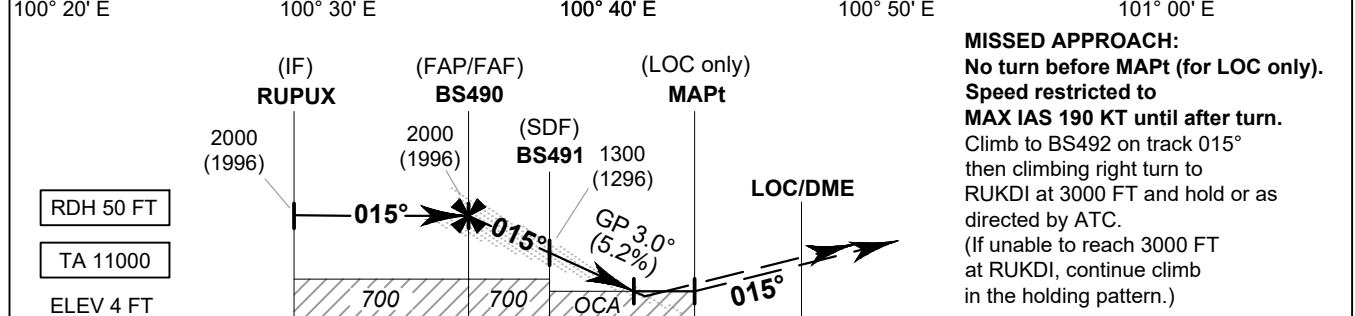 100° 20' E 100° 30' E 100° 40' E 100° 50' E 101° 00' E
MISSED APPROACH:
No turn before MAPt (for LOC only).
Speed restricted to
MAX IAS 190 KT until after turn.
Climb to BS492 on track 015°
then climbing right turn to
RUKDI at 3000 FT and hold or as
directed by ATC.
(If unable to reach 3000 FT
at RUKDI, continue climb
in the holding pattern.)
(IF)
RUPUX
(FAP/FAF)
BS490
(LOC only)
MAPt
2000
(1996)
2000
(1996)
(SDF)
BS491
1300
(1296)
LOC/DME
RDH 50 FT
TA 11000
ELEV 4 FT
015°
015°
GP 3.0°
(5.2%)
015°
700
700
OCA